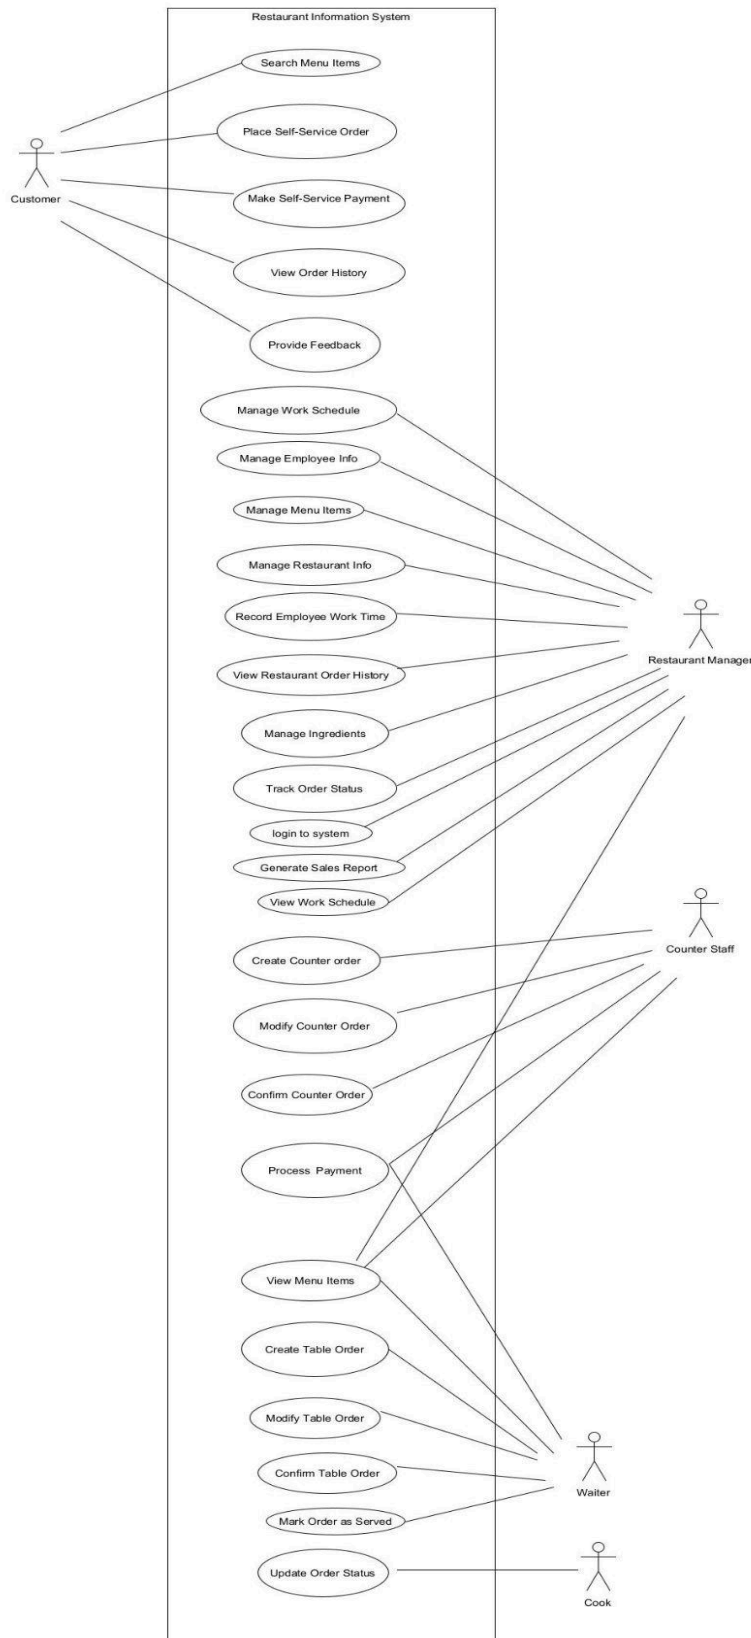 Restaurant Information System
Search Menu Items
Place Self-Service Order
Customer
Make Self-Service Payment
View Order History
Provide Feedback
Manage Work Schedule
Manage Employee Info
Manage Menu Items
Manage Restaurant Info
Record Employee Work Time
Restaurant Manager
View Restaurant Order History
Manage Ingredients
Track Order Status
login to system
Generate Sales Report
View Work Schedule
Counter Staff
Create Counter order
Modify Counter Order
Confirm Counter Order
Process Payment
View Menu Items
Create Table Order
Modify Table Order
Confirm Table Order
Waiter
Mark Order as Served
Update Order Status
Cook